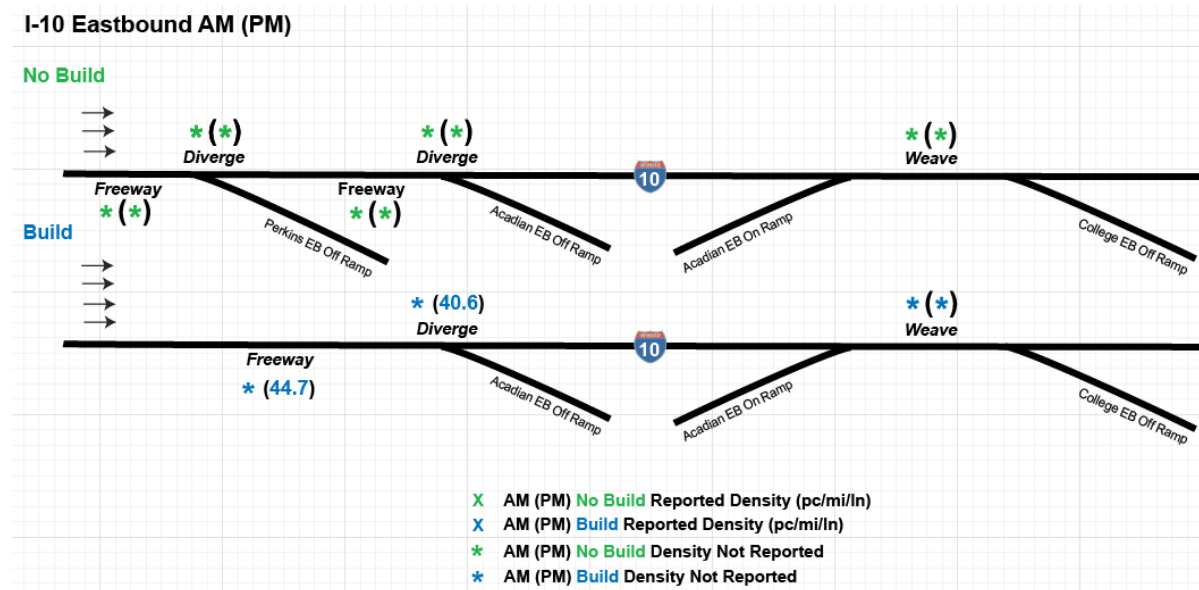 I-10 Eastbound AM (PM)
No Build
* (*)
Diverge
* (*)
Diverge
* (*)
Weave
INTERSTATE
10
Freeway
* (*)
Freeway
* (*)
Perkins EB Off Ramp
Acadian EB Off Ramp
Acadian EB On Ramp
College EB Off Ramp
Build
* (40.6)
Diverge
* (*)
Weave
INTERSTATE
10
Freeway
* (44.7)
Acadian EB Off Ramp
Acadian EB On Ramp
College EB Off Ramp
X AM (PM) No Build Reported Density (pc/mi/ln)
X AM (PM) Build Reported Density (pc/mi/ln)
* AM (PM) No Build Density Not Reported
* AM (PM) Build Density Not Reported